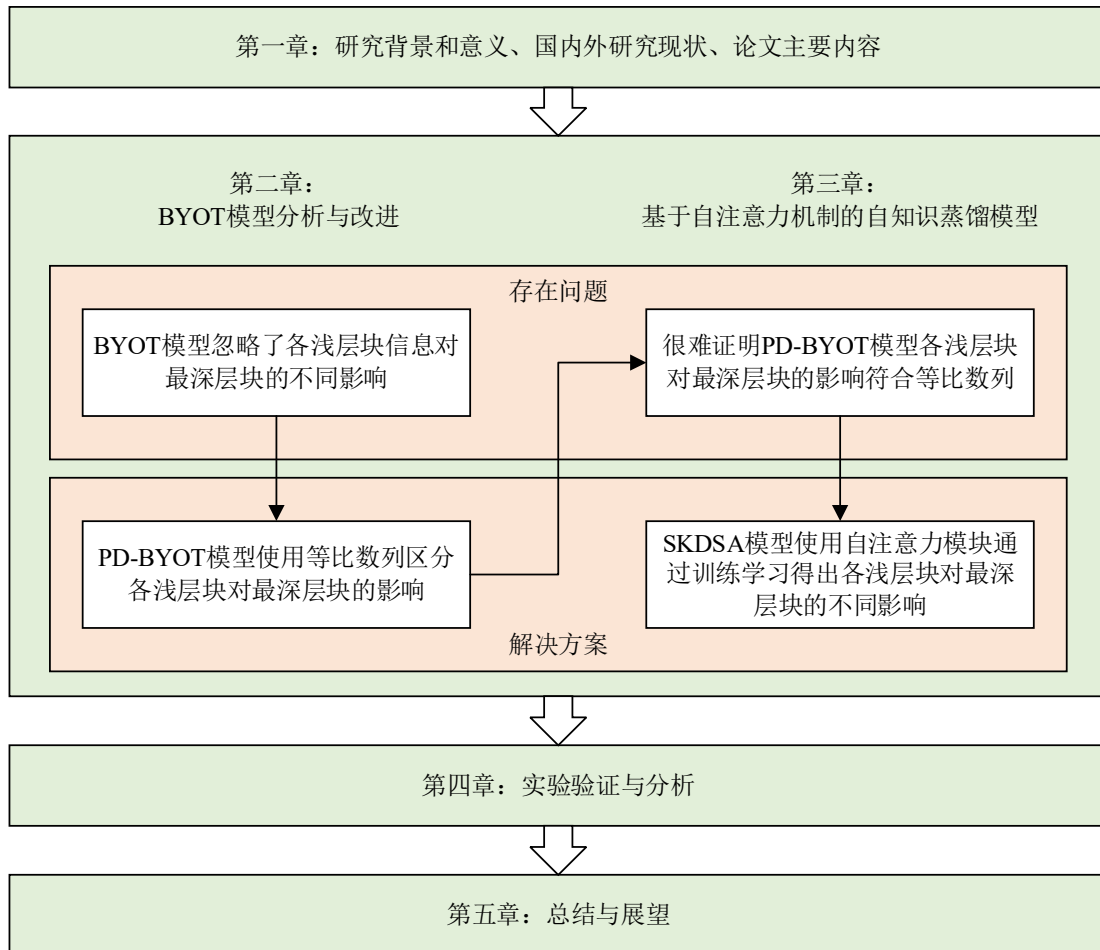 第一章：研究背景和意义、国内外研究现状、论文主要内容
第二章：
BYOT模型分析与改进
第三章：
基于自注意力机制的自知识蒸馏模型
存在问题
BYOT模型忽略了各浅层块信息对
最深层块的不同影响
很难证明PD-BYOT模型各浅层块
对最深层块的影响符合等比数列
PD-BYOT模型使用等比数列区分
各浅层块对最深层块的影响
SKDSA模型使用自注意力模块通
过训练学习得出各浅层块对最深
层块的不同影响
解决方案
第四章：实验验证与分析
第五章：总结与展望